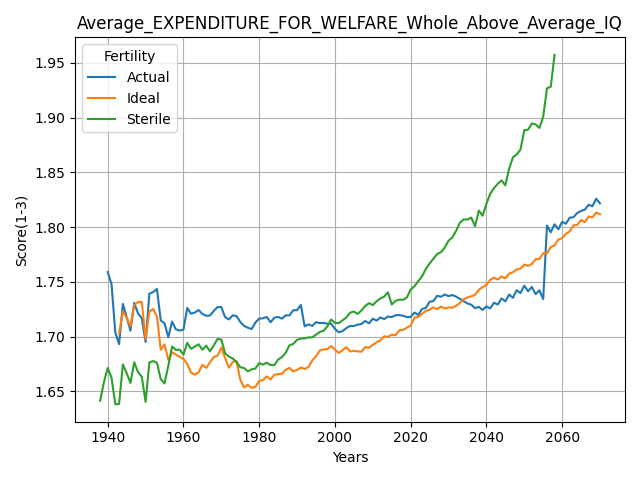 Average_EXPENDITURE_FOR_WELFARE_Whole_Above_Average_IQ
Fertility
Actual
Ideal
Sterile
Score(1-3)
1.95
1.90
1.85
1.80
1.75
1.70
1.65
1940 1960 1980 2000 2020 2040 2060
Years